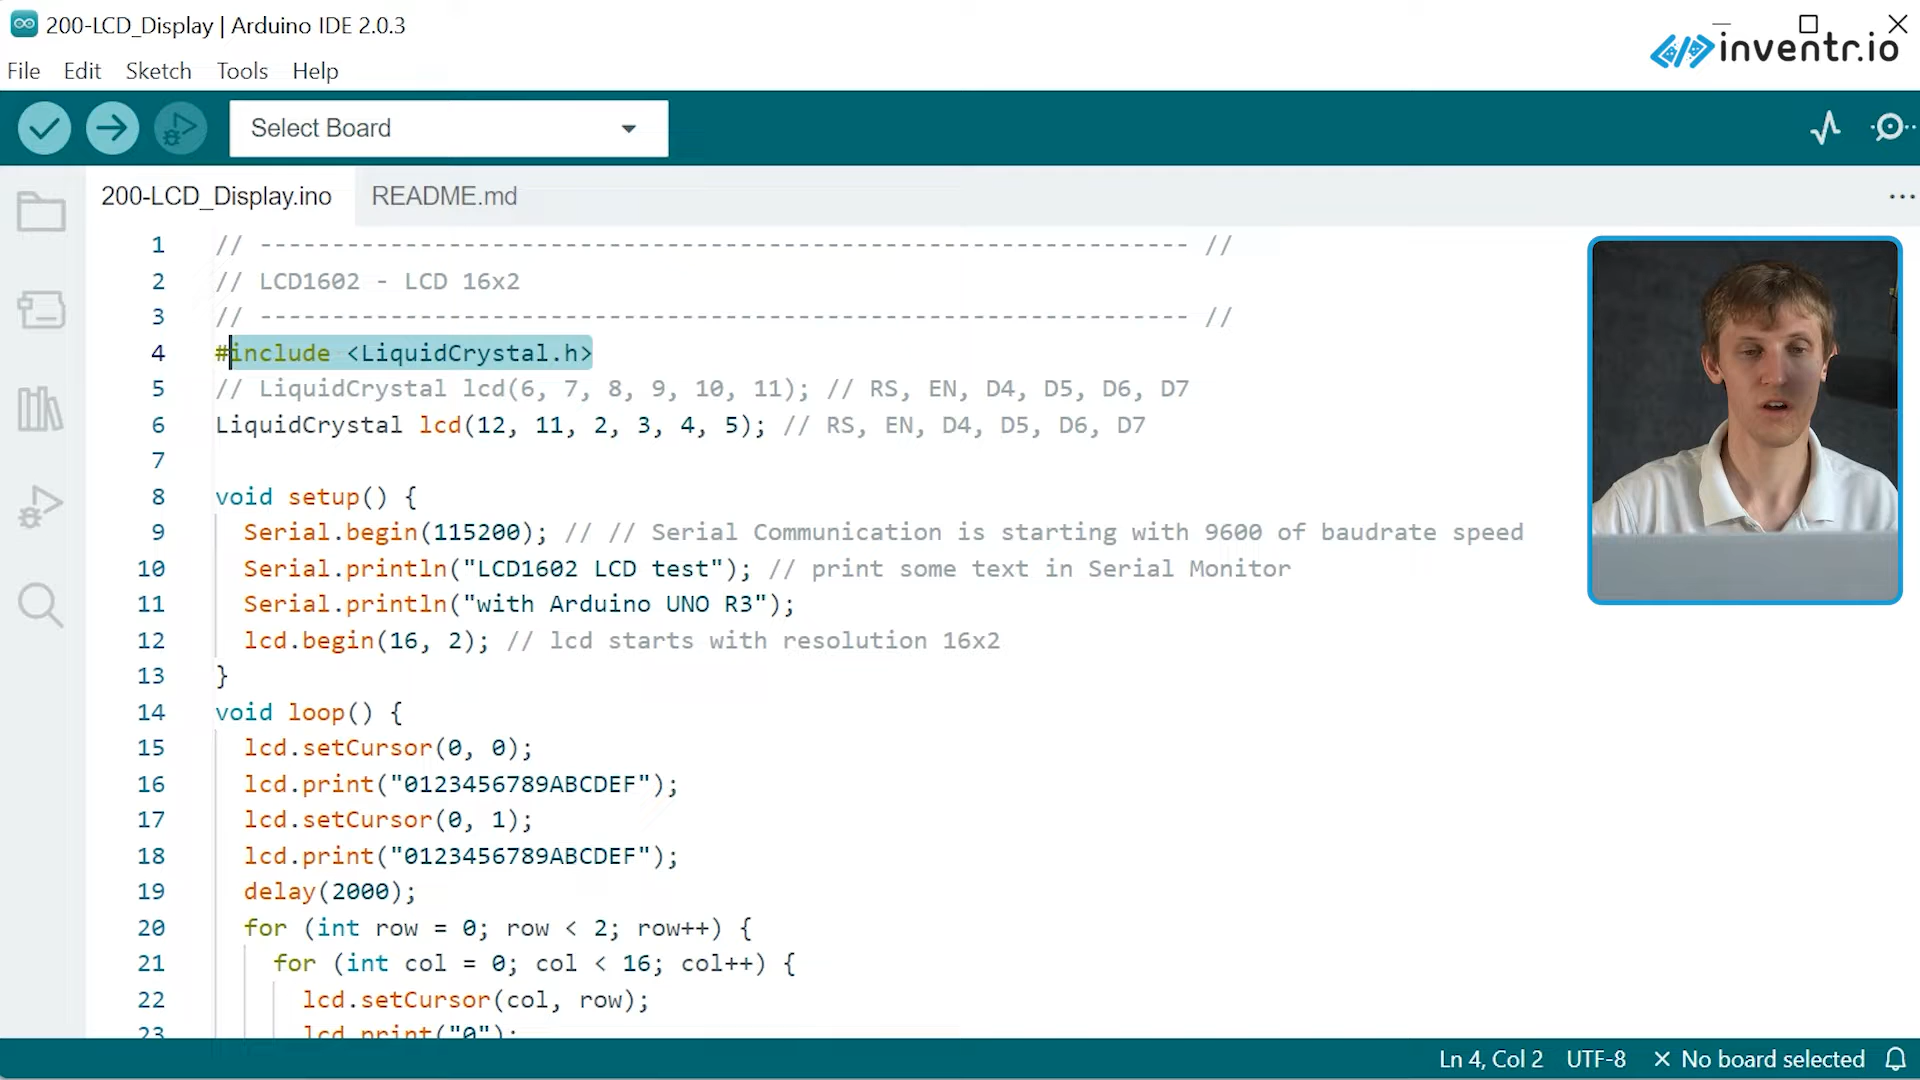 200-LCD_Display | Arduino IDE 2.0.3
inventr.io
File Edit Sketch Tools Help
Select Board
200-LCD_Display.ino README.md
1 // ---------------------------------------------------------------- //
2 // LCD1602 - LCD 16x2
3 // ---------------------------------------------------------------- //
4 #include <LiquidCrystal.h>
5 // LiquidCrystal lcd(6, 7, 8, 9, 10, 11); // RS, EN, D4, D5, D6, D7
6 LiquidCrystal lcd(12, 11, 2, 3, 4, 5); // RS, EN, D4, D5, D6, D7
7
8 void setup() {
9 Serial.begin(115200); // // Serial Communication is starting with 9600 of baudrate speed
10 Serial.println("LCD1602 LCD test"); // print some text in Serial Monitor
11 Serial.println("with Arduino UNO R3");
12 lcd.begin(16, 2); // lcd starts with resolution 16x2
13 }
14 void loop() {
15 lcd.setCursor(0, 0);
16 lcd.print("0123456789ABCDEF");
17 lcd.setCursor(0, 1);
18 lcd.print("0123456789ABCDEF");
19 delay(2000);
20 for (int row = 0; row < 2; row++) {
21 for (int col = 0; col < 16; col++) {
22 lcd.setCursor(col, row);
23 lcd.print("0");
Ln 4, Col 2 UTF-8 × No board selected